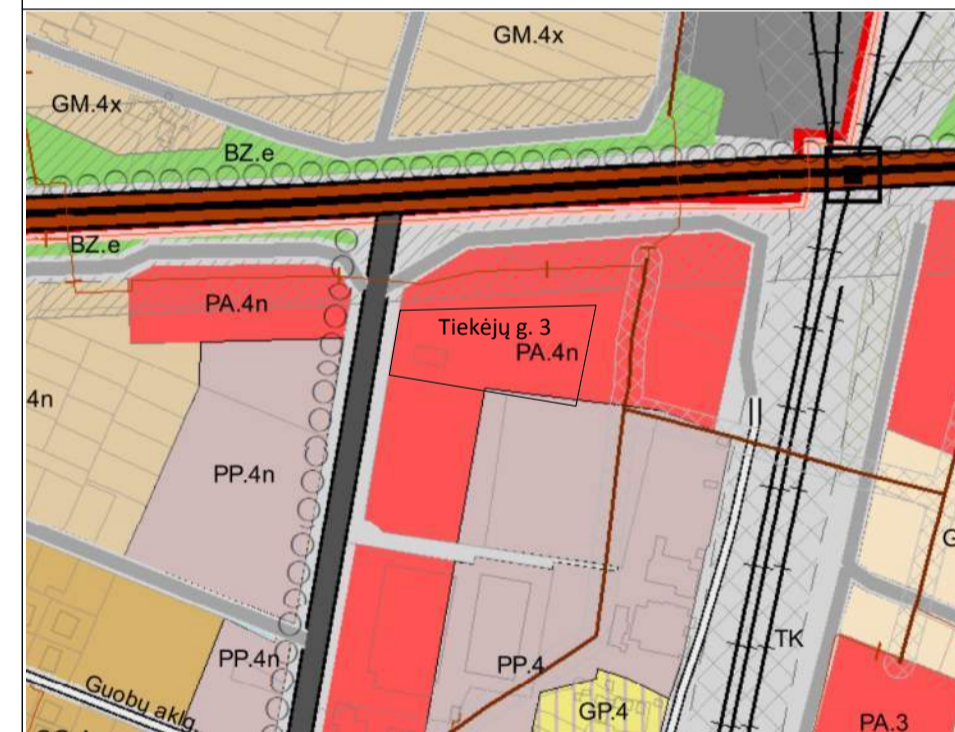 GM.4x
GM.4x
BZ.e
BZ.e
PA.4n
Tiekėjų g. 3
PA.4n
4n
PP.4n
TK
PP.4n
PP.4
Guobų aklg.
GP.4
PA.3